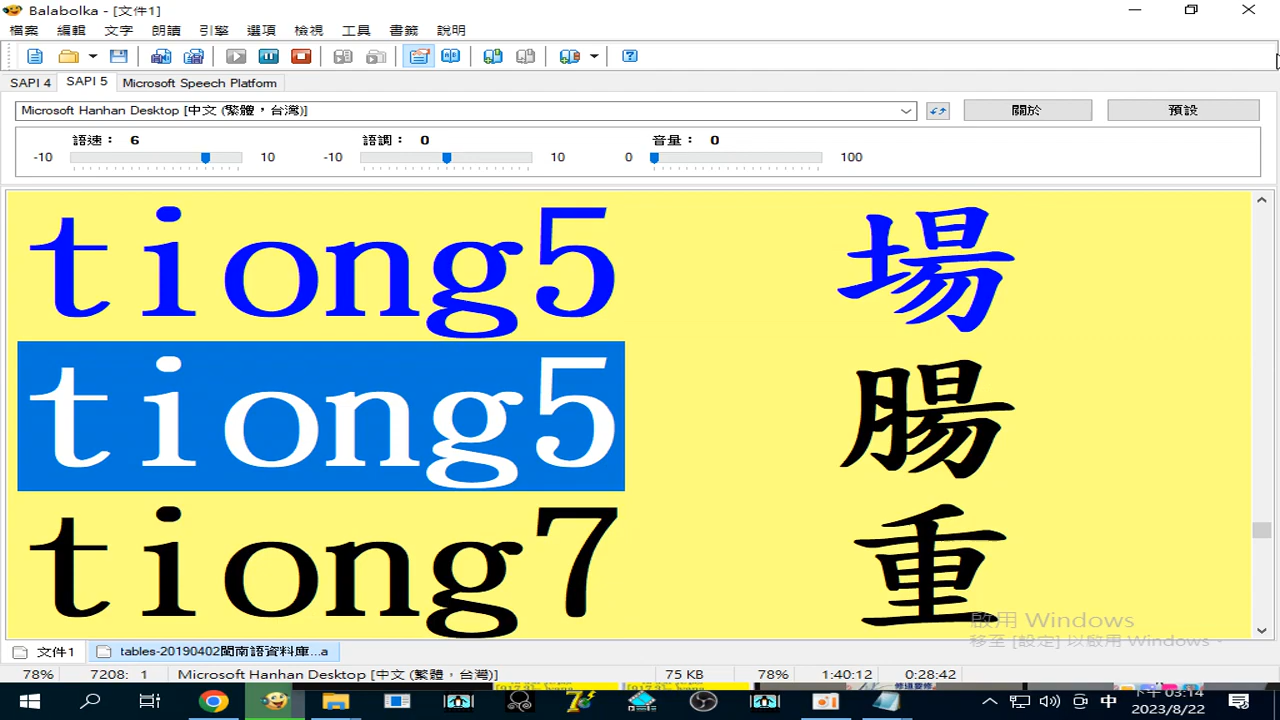 Balabolka - [文件1]
檔案 編輯 文字 朗讀 引擎 選項 檢視 工具 書籤 說明
SAPI 4 SAPI 5 Microsoft Speech Platform
Microsoft Hanhan Desktop [中文 (繁體，台灣)] 關於 預設
語速： 6 語調： 0 音量： 0
-10 10 -10 10 0 100
tiong5 場
tiong5 腸
tiong7 重
啟用 Windows
移至 [設定] 以啟用 Windows。
文件1 tables-20190402閩南語資料庫...a
78% 7208: 1 Microsoft Hanhan Desktop [中文 (繁體，台灣)] 75 KB 78% 1:40:12 0:28:42
中 下午 03:14
2023/8/22